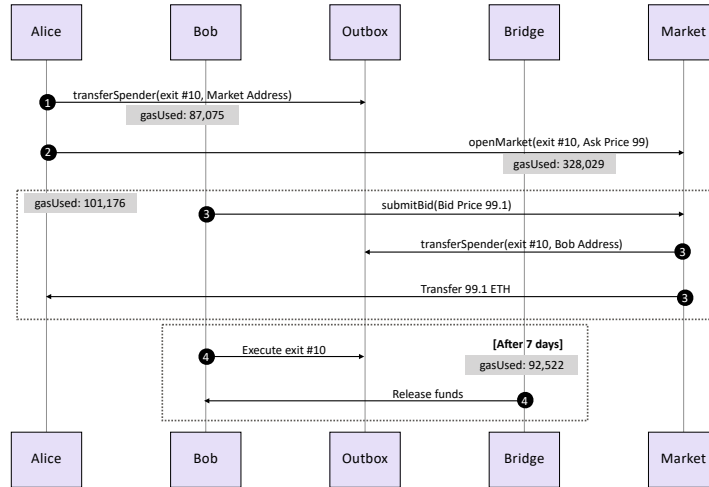 Alice
Bob
Outbox
Bridge
Market
1
transferSpender(exit #10, Market Address)
gasUsed: 87,075
2
openMarket(exit #10, Ask Price 99)
gasUsed: 328,029
gasUsed: 101,176
3
submitBid(Bid Price 99.1)
transferSpender(exit #10, Bob Address)
3
Transfer 99.1 ETH
3
[After 7 days]
4
Execute exit #10
gasUsed: 92,522
Release funds
4
Alice
Bob
Outbox
Bridge
Market